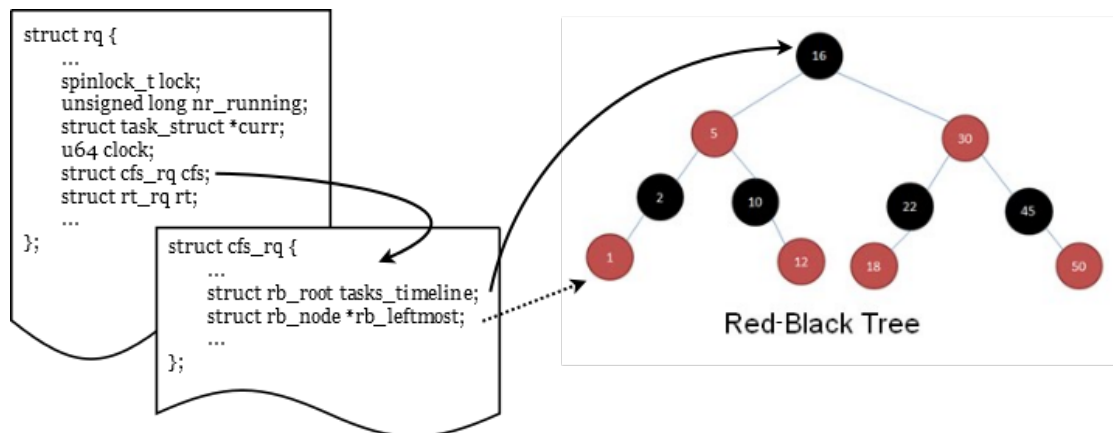 struct rq {
...
spinlock_t lock;
unsigned long nr_running;
struct task_struct *curr;
u64 clock;
struct cfs_rq cfs;
struct rt_rq rt;
...
};
struct cfs_rq {
...
struct rb_root tasks_timeline;
struct rb_node *rb_leftmost;
...
};
16
5
30
2
10
22
45
1
12
18
50
Red-Black Tree